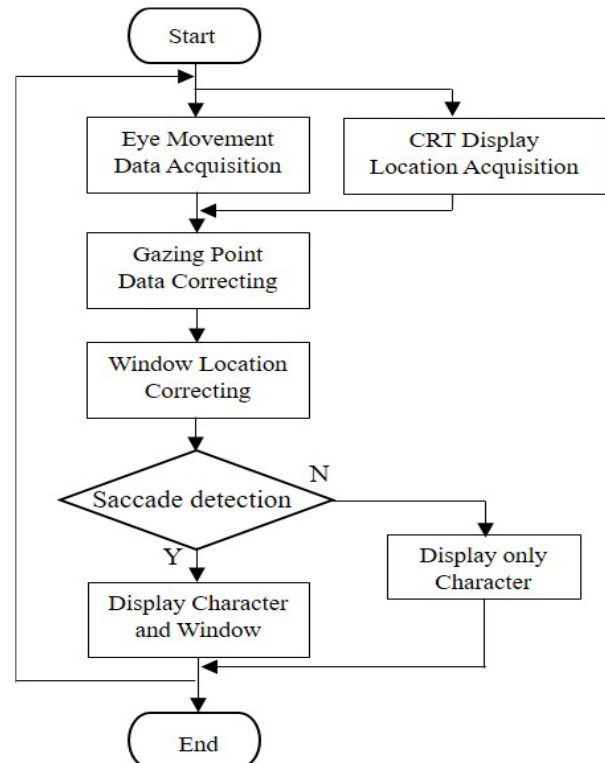 Start
Eye Movement
Data Acquisition
CRT Display
Location Acquisition
Gazing Point
Data Correcting
Window Location
Correcting
Saccade detection
N
Y
Display only
Character
Display Character
and Window
End